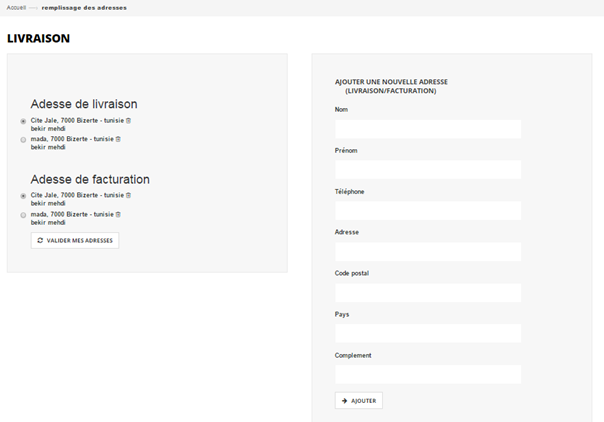 Accueil → remplissage des adresses
LIVRAISON
Adesse de livraison
Cite Jale, 7000 Bizerte - tunisie
bekir mehdi
mada, 7000 Bizerte - tunisie
bekir mehdi
Adesse de facturation
Cite Jale, 7000 Bizerte - tunisie
bekir mehdi
mada, 7000 Bizerte - tunisie
bekir mehdi
VALIDER MES ADRESSES
AJOUTER UNE NOUVELLE ADRESSE
(LIVRAISON/FACTURATION)
Nom
Prénom
Téléphone
Adresse
Code postal
Pays
Complement
AJOUTER